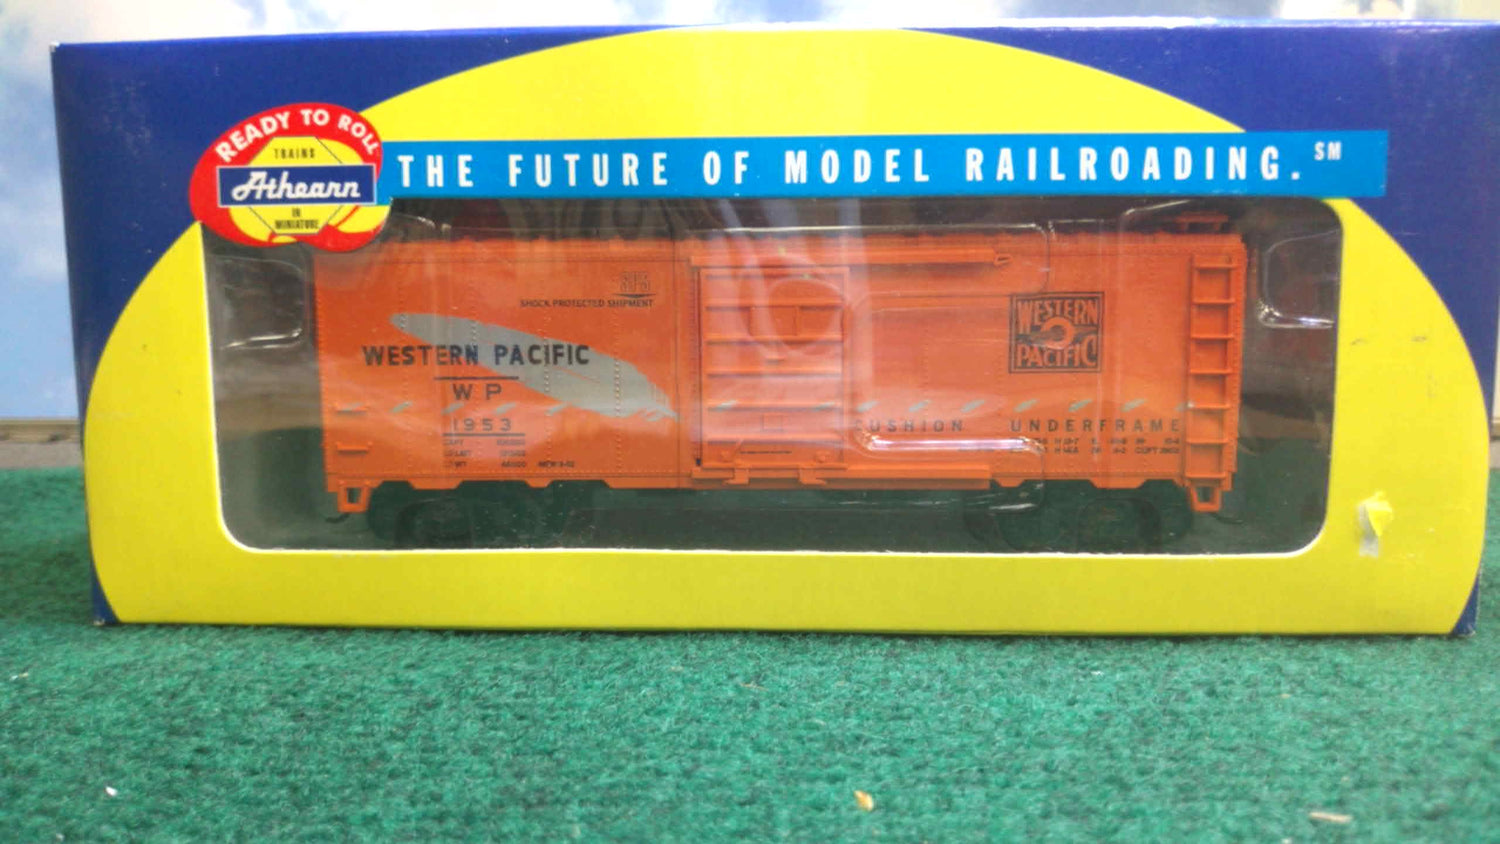 READY TO ROLL
TRAINS
Athearn
IN
MINIATURE
THE FUTURE OF MODEL RAILROADING.SM
SHOCK PROTECTED SHIPMENT
WESTERN PACIFIC
WP
1953
WESTERN
PACIFIC
CUSHION UNDERFRAME